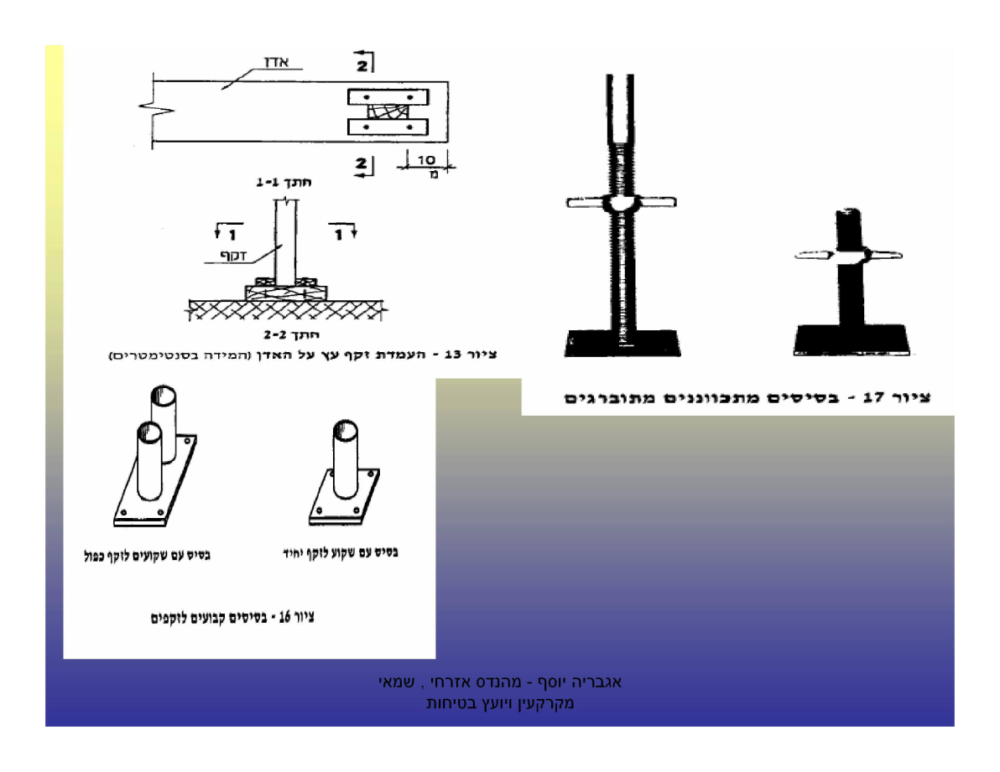 אדן
2
2
10
מ
חתך 1-1
1
1
זקף
חתך 2-2
ציור 13 - העמדת זקף עץ על האדן (המידה בסנטימטרים)
ציור 17 - בסיסים מתכווננים מתוברגים
בסיס עם שקועים לזקף כפול
בסיס עם שקוע לזקף יחיד
ציור 16 - בסיסים קבועים לזקפים
אגבריה יוסף - מהנדס אזרחי , שמאי
מקרקעין ויועץ בטיחות